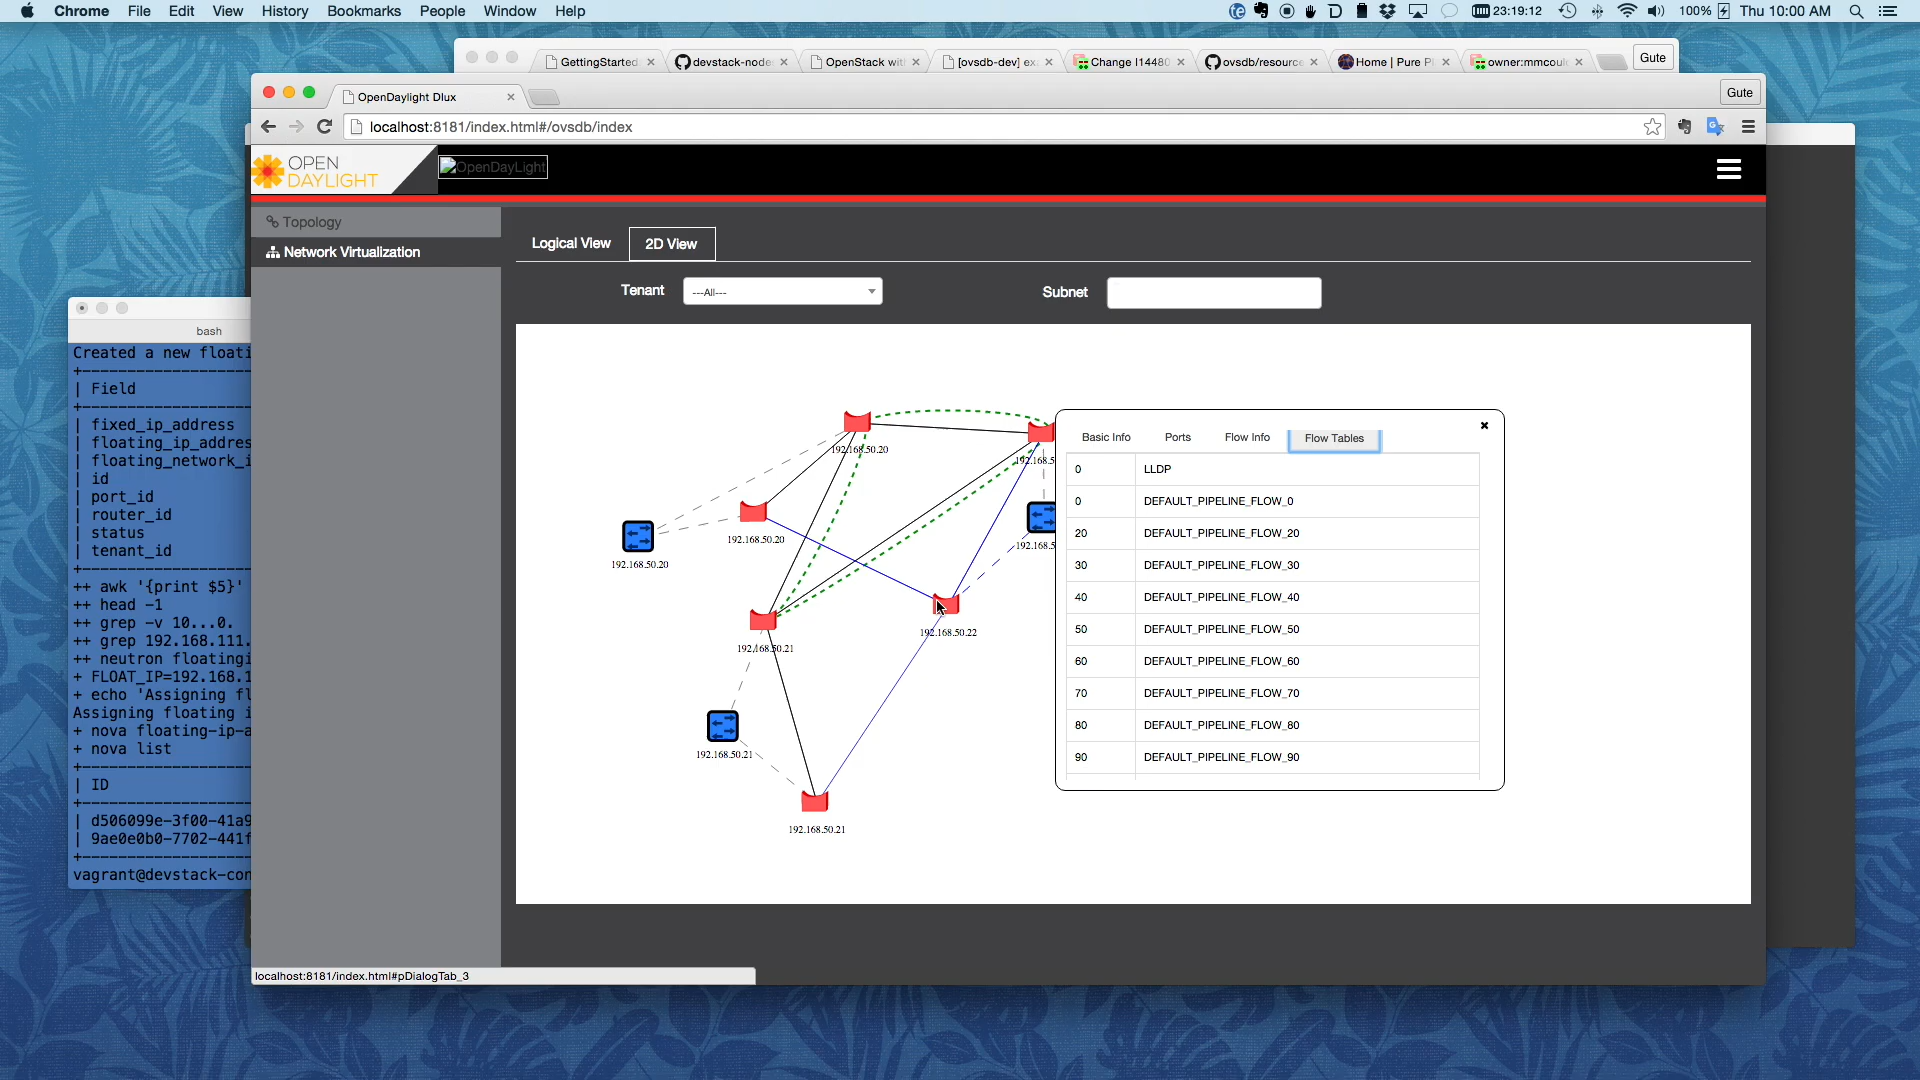 Chrome File Edit View History Bookmarks People Window Help 23:19:12 100% Thu 10:00 AM
GettingStarted devstack-node OpenStack wit [ovsdb-dev] ex Change I14480 ovsdb/resource Home | Pure P owner:mmcoul Gute
OpenDaylight Dlux Gute
localhost:8181/index.html#/ovsdb/index
OPEN
DAYLIGHT
OpenDayLight
Topology
Network Virtualization
Logical View 2D View
Tenant ---All--- Subnet
192.168.50.20
192.168.5
192.168.50.20
192.168.50.20
192.168.5
192.168.50.22
192.168.50.21
192.168.50.21
192.168.50.21
Basic Info Ports Flow Info Flow Tables
0 LLDP
0 DEFAULT_PIPELINE_FLOW_0
20 DEFAULT_PIPELINE_FLOW_20
30 DEFAULT_PIPELINE_FLOW_30
40 DEFAULT_PIPELINE_FLOW_40
50 DEFAULT_PIPELINE_FLOW_50
60 DEFAULT_PIPELINE_FLOW_60
70 DEFAULT_PIPELINE_FLOW_70
80 DEFAULT_PIPELINE_FLOW_80
90 DEFAULT_PIPELINE_FLOW_90
localhost:8181/index.html#pDialogTab_3
bash
Created a new floati
+--------------------
| Field
+--------------------
| fixed_ip_address
| floating_ip_addres
| floating_network_i
| id
| port_id
| router_id
| status
| tenant_id
+--------------------
++ awk '{print $5}'
++ head -1
++ grep -v 10...0.
++ grep 192.168.111.
++ neutron floatingi
+ FLOAT_IP=192.168.1
+ echo 'Assigning fl
Assigning floating i
+ nova floating-ip-a
+ nova list
+--------------------
| ID
+--------------------
| d506099e-3f00-41a9
| 9ae0e0b0-7702-441f
+--------------------
vagrant@devstack-con